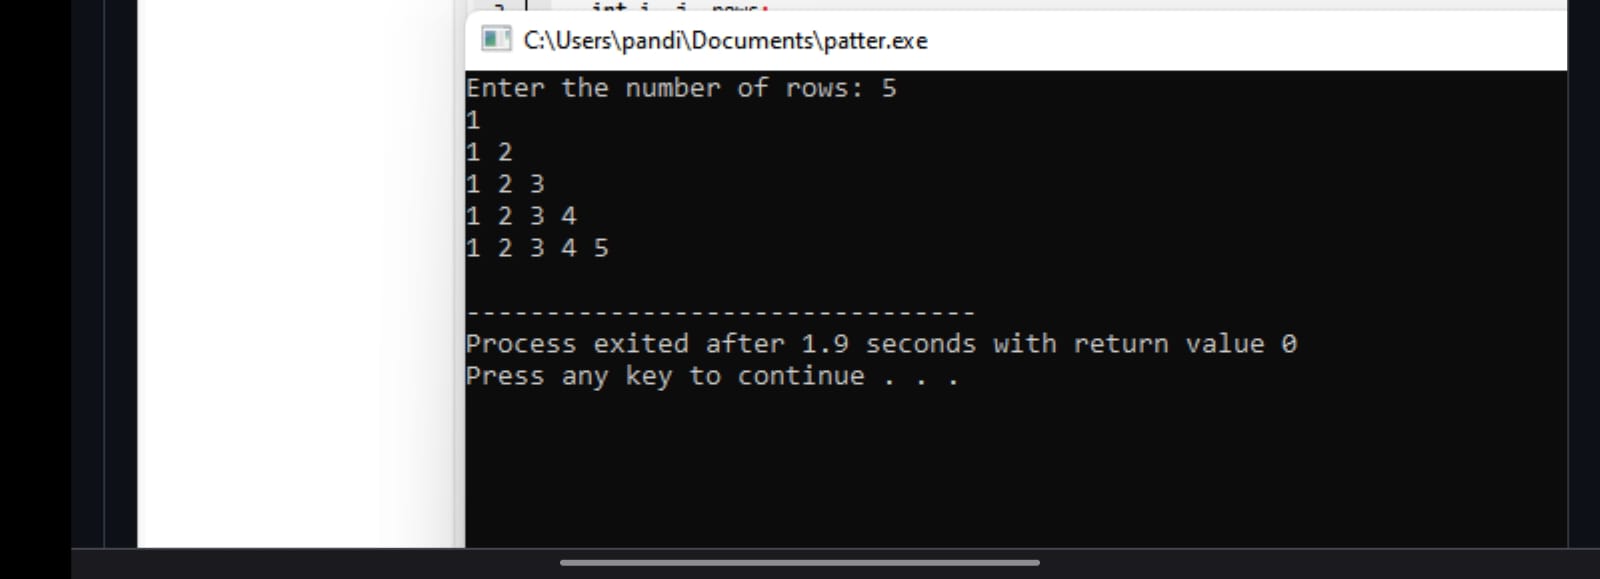 int i, j, rows;
C:\Users\pandi\Documents\patter.exe
Enter the number of rows: 5
1
1 2
1 2 3
1 2 3 4
1 2 3 4 5
--------------------------------
Process exited after 1.9 seconds with return value 0
Press any key to continue . . .